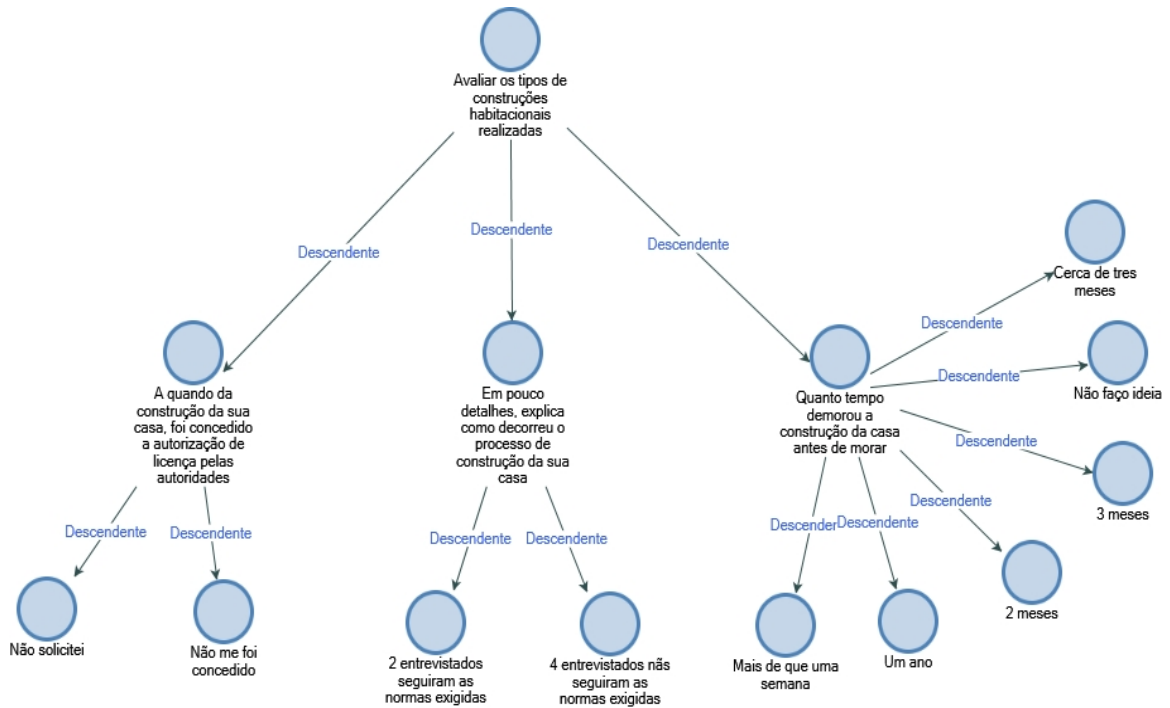 Avaliar os tipos de
construções
habitacionais
realizadas
Descendente
Descendente
Descendente
Cerca de tres
meses
Descendente
Descendente
Não faço ideia
A quando da
construção da sua
casa, foi concedido
a autorização de
licença pelas
autoridades
Em pouco
detalhes, explica
como decorreu o
processo de
construção da sua
casa
Quanto tempo
demorou a
construção da casa
antes de morar
Descendente
3 meses
Descendente
Descendente
Descendente
Descendente
Descender
Descendente
Descendente
2 meses
Não solicitei
Não me foi
concedido
2 entrevistados
seguiram as
normas exigidas
4 entrevistados nãs
seguiram as
normas exigidas
Mais de que uma
semana
Um ano